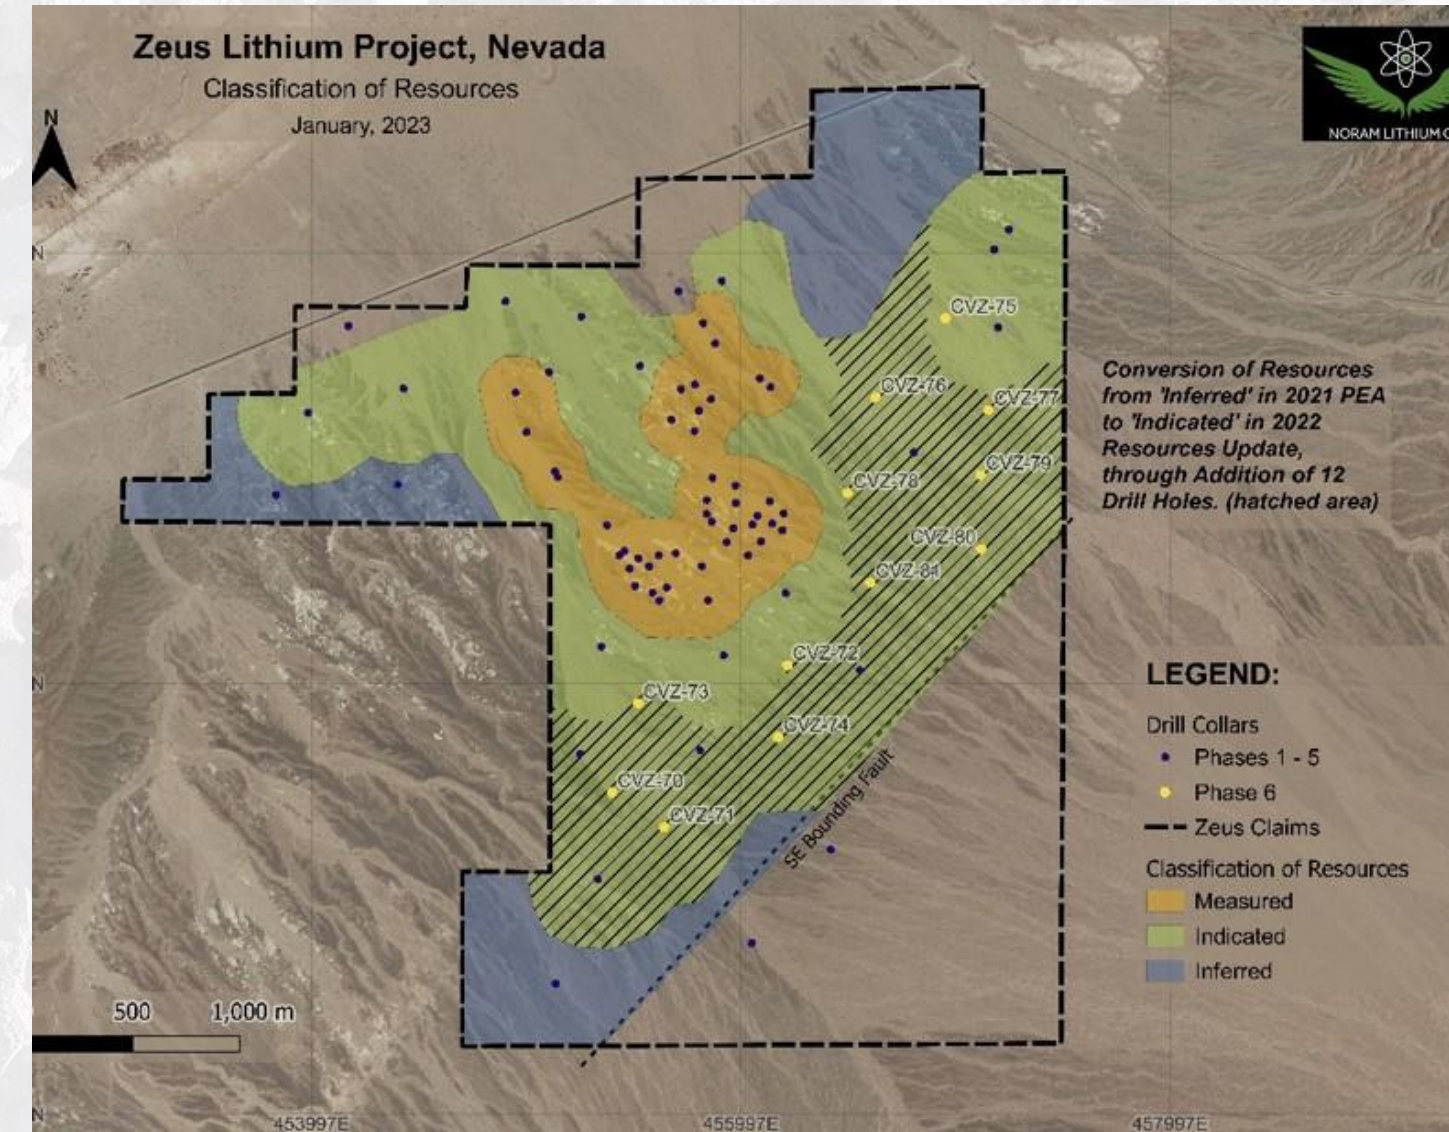 Zeus Lithium Project, Nevada
Classification of Resources
January, 2023
N
NORAM LITHIUM
N
CVZ-75
CVZ-76
CVZ-77
CVZ-79
CVZ-78
CVZ-80
CVZ-81
CVZ-72
CVZ-73
CVZ-74
CVZ-70
CVZ-71
SE Bounding Fault
Conversion of Resources
from 'Inferred' in 2021 PEA
to 'Indicated' in 2022
Resources Update,
through Addition of 12
Drill Holes. (hatched area)
N
LEGEND:
Drill Collars
Phases 1 - 5
Phase 6
Zeus Claims
Classification of Resources
Measured
Indicated
Inferred
500 1,000 m
N
453997E 455997E 457997E